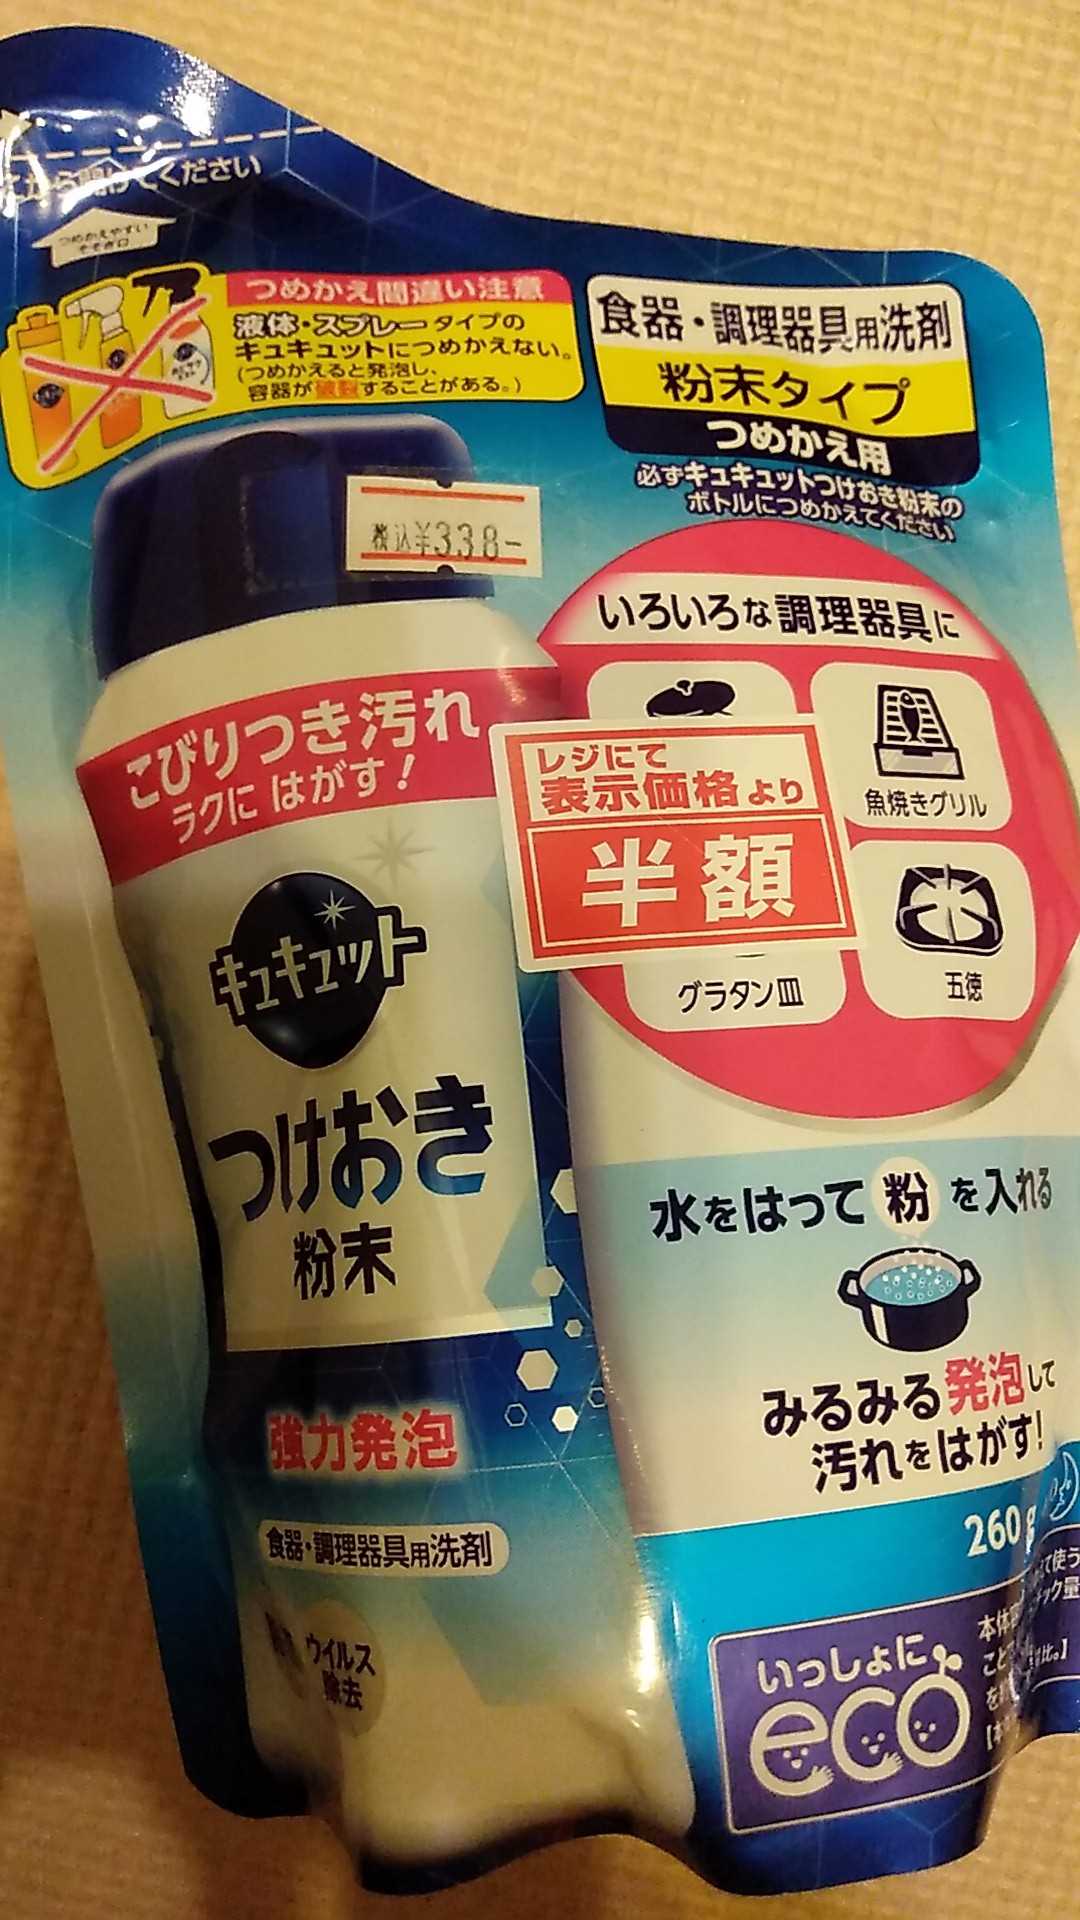 から開けてください
つめかえやすい
そそぎ口
つめかえ間違い注意
液体・スプレータイプの
キュキュットにつめかえない。
(つめかえると発泡し、
容器が破裂することがある。)
食器・調理器具用洗剤
粉末タイプ
つめかえ用
必ずキュキュットつけおき粉末の
ボトルにつめかえてください
税込¥338-
いろいろな調理器具に
魚焼きグリル
レジにて
表示価格より
半額
グラタン皿
五徳
こびりつき汚れ
ラクに はがす!
キュキュット
つけおき
粉末
水をはって粉を入れる
みるみる発泡して
汚れをはがす!
強力発泡
食器・調理器具用洗剤
ウイルス
除去
260g
いっしょに
eco